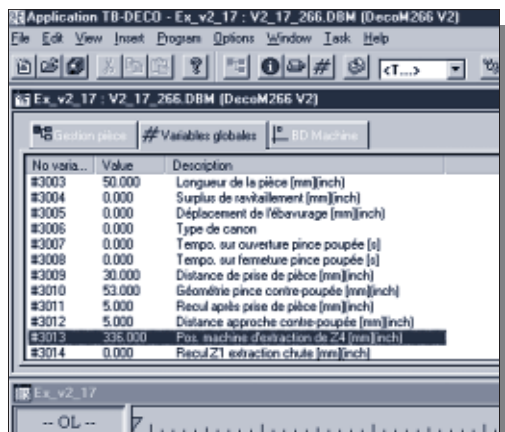 Application TB-DECO - Ex_v2_17 : V2_17_266.DBM (DecoM266 V2)
File Edit View Insert Program Options Window Task Help
<T...>
Ex_v2_17 : V2_17_266.DBM (DecoM266 V2)
Gestion pièce # Variables globales BD Machine
No varia... Value Description
#3003 50.000 Longueur de la pièce [mm][inch]
#3004 0.000 Surplus de ravitaillement [mm][inch]
#3005 0.000 Déplacement de l'ébavurage [mm][inch]
#3006 0.000 Type de canon
#3007 0.000 Tempo. sur ouverture pince poupée [s]
#3008 0.000 Tempo. sur fermeture pince poupée [s]
#3009 30.000 Distance de prise de pièce [mm][inch]
#3010 53.000 Géométrie pince contre-poupée [mm][inch]
#3011 5.000 Recul après prise de pièce [mm][inch]
#3012 5.000 Distance approche contre-poupée [mm][inch]
#3013 336.000 Pos. machine d'extraction de Z4 [mm][inch]
#3014 0.000 Recul Z1 extraction chute [mm][inch]
Ex_v2_17
-- OL --